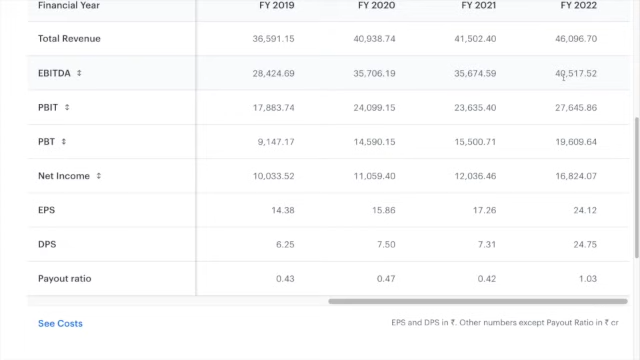 Financial Year FY 2019 FY 2020 FY 2021 FY 2022
Total Revenue 36,591.15 40,938.74 41,502.40 46,096.70
EBITDA 28,424.69 35,706.19 35,674.59 40,517.52
PBIT 17,883.74 24,099.15 23,635.40 27,645.86
PBT 9,147.17 14,590.15 15,500.71 19,609.64
Net Income 10,033.52 11,059.40 12,036.46 16,824.07
EPS 14.38 15.86 17.26 24.12
DPS 6.25 7.50 7.31 24.75
Payout ratio 0.43 0.47 0.42 1.03
See Costs EPS and DPS in ₹. Other numbers except Payout Ratio in ₹ cr